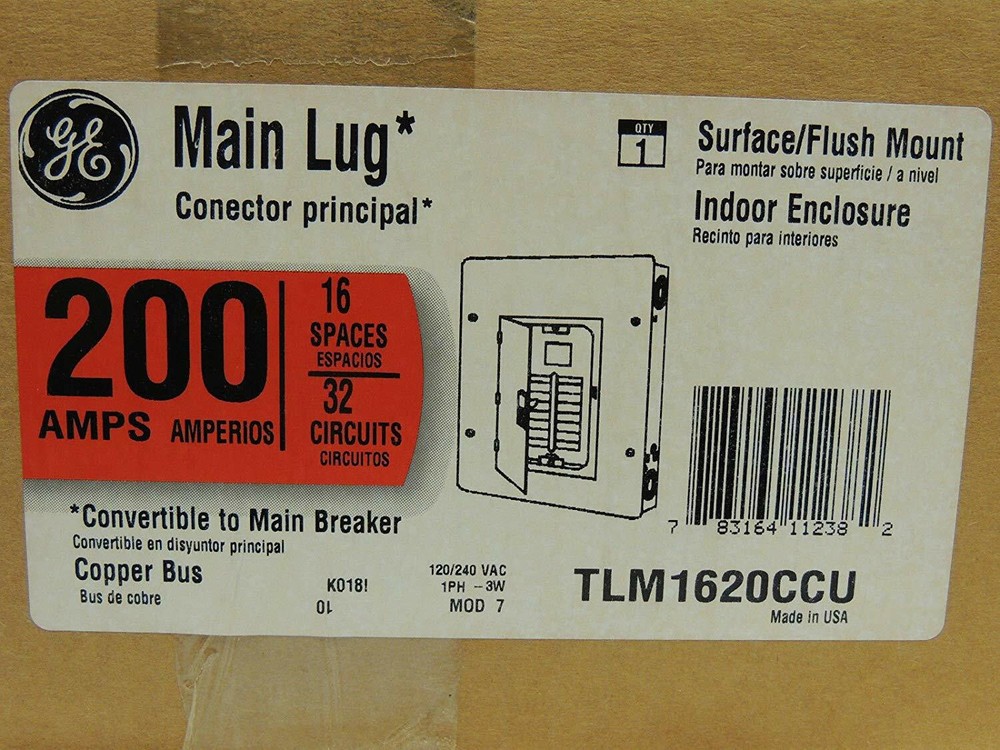 GE
Main Lug*
Conector principal*
QTY
1
Surface/Flush Mount
Para montar sobre superficie / a nivel
Indoor Enclosure
Recinto para interiores
200
AMPS AMPERIOS
16
SPACES
ESPACIOS
32
CIRCUITS
CIRCUITOS
*Convertible to Main Breaker
Convertible en disyuntor principal
Copper Bus
Bus de cobre
K018!
120/240 VAC
1PH -- 3W
MOD 7
7 83164 11238 2
TLM1620CCU
Made in USA